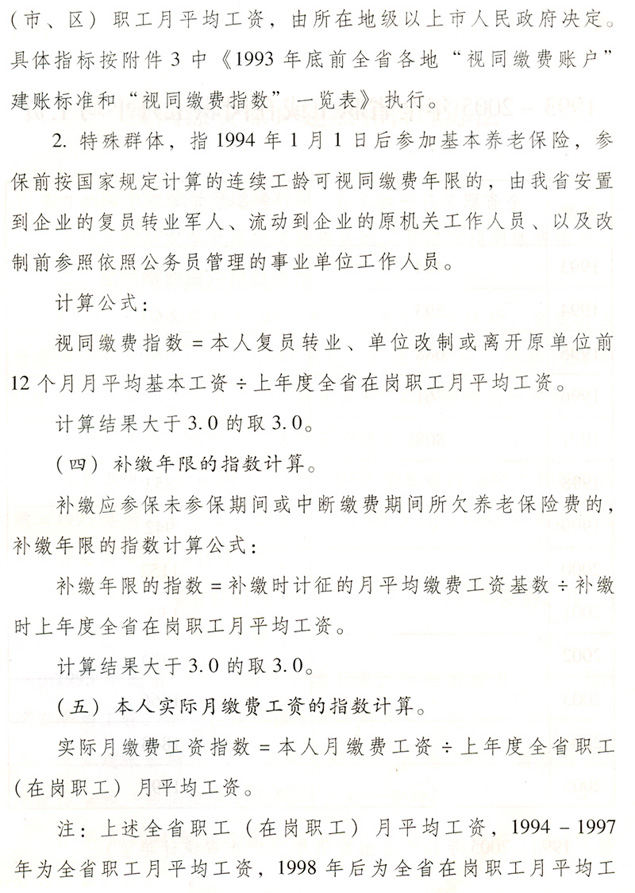 （市、区）职工月平均工资，由所在地级以上市人民政府决定。
具体指标按附件3中《1993年底前全省各地“视同缴费账户”
建账标准和“视同缴费指数”一览表》执行。
2. 特殊群体，指1994年1月1日后参加基本养老保险，参
保前按国家规定计算的连续工龄可视同缴费年限的，由我省安置
到企业的复员转业军人、流动到企业的原机关工作人员、以及改
制前参照依照公务员管理的事业单位工作人员。
计算公式：
视同缴费指数=本人复员转业、单位改制或离开原单位前
12个月月平均基本工资÷上年度全省在岗职工月平均工资。
计算结果大于3.0的取3.0。
（四）补缴年限的指数计算。
补缴应参保未参保期间或中断缴费期间所欠养老保险费的，
补缴年限的指数计算公式：
补缴年限的指数=补缴时计征的月平均缴费工资基数÷补缴
时上年度全省在岗职工月平均工资。
计算结果大于3.0的取3.0。
（五）本人实际月缴费工资的指数计算。
实际月缴费工资指数=本人月缴费工资÷上年度全省职工
（在岗职工）月平均工资。
注：上述全省职工（在岗职工）月平均工资，1994-1997
年为全省职工月平均工资，1998年后为全省在岗职工月平均工